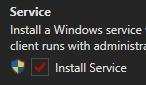 Service
Install a Windows service
client runs with administra
Install Service